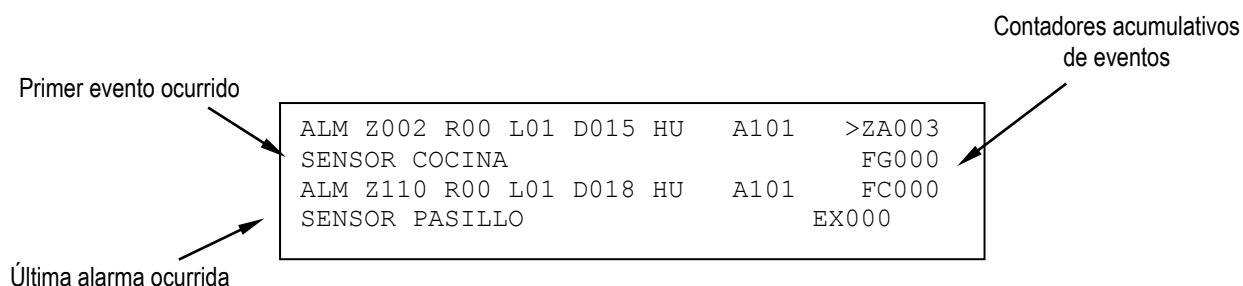 Contadores acumulativos
de eventos
Primer evento ocurrido
ALM Z002 R00 L01 D015 HU A101 >ZA003
SENSOR COCINA FG000
ALM Z110 R00 L01 D018 HU A101 FC000
SENSOR PASILLO EX000
Última alarma ocurrida